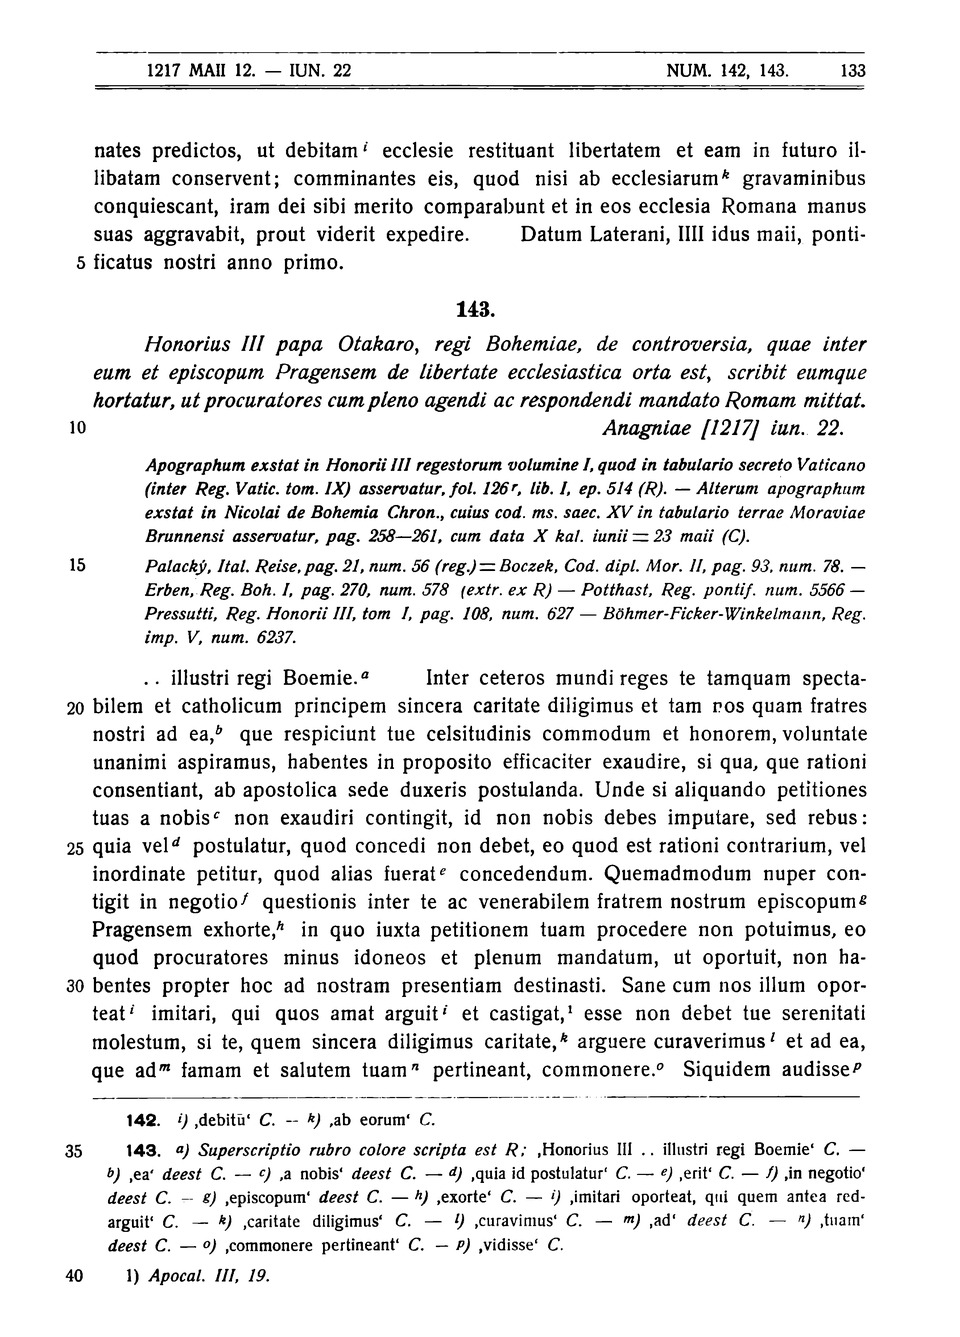 1217 MAII 12. — IUN. 22 NUM. 142, 143. 133
nates predictos, ut debitam i ecclesie restituant libertatem et eam in futuro il-
libatam conservent; comminantes eis, quod nisi ab ecclesiarum k gravaminibus
conquiescant, iram dei sibi merito comparabunt et in eos ecclesia Romana manus
suas aggravabit, prout viderit expedire. Datum Laterani, IIII idus maii, ponti-
5 ficatus nostri anno primo.
143.
Honorius III papa Otakaro, regi Bohemiae, de controversia, quae inter
eum et episcopum Pragensem de libertate ecclesiastica orta est, scribit eumque
hortatur, ut procuratores cum pleno agendi ac respondendi mandato Romam mittat.
10 Anagniae [1217] iun. 22.
Apographum exstat in Honorii III regestorum volumine I, quod in tabulario secreto Vaticano
(inter Reg. Vatic. tom. IX) asservatur, fol. 126r, lib. I, ep. 514 (R). — Alterum apographum
exstat in Nicolai de Bohemia Chron., cuius cod. ms. saec. XV in tabulario terrae Moraviae
Brunnensi asservatur, pag. 258—261, cum data X kal. iunii = 23 maii (C).
15 Palacký, Ital. Reise, pag. 21, num. 56 (reg.) = Boczek, Cod. dipl. Mor. II, pag. 93, num. 78. —
Erben, Reg. Boh. I, pag. 270, num. 578 (extr. ex R) — Potthast, Reg. pontif. num. 5566 —
Pressutti, Reg. Honorii III, tom I, pag. 108, num. 627 — Böhmer-Ficker-Winkelmann, Reg.
imp. V, num. 6237.
. . illustri regi Boemie. a Inter ceteros mundi reges te tamquam specta-
20 bilem et catholicum principem sincera caritate diligimus et tam nos quam fratres
nostri ad ea, b que respiciunt tue celsitudinis commodum et honorem, voluntate
unanimi aspiramus, habentes in proposito efficaciter exaudire, si qua, que rationi
consentiant, ab apostolica sede duxeris postulanda. Unde si aliquando petitiones
tuas a nobis c non exaudiri contingit, id non nobis debes imputare, sed rebus:
25 quia vel d postulatur, quod concedi non debet, eo quod est rationi contrarium, vel
inordinate petitur, quod alias fuerat e concedendum. Quemadmodum nuper con-
tigit in negotio f questionis inter te ac venerabilem fratrem nostrum episcopum g
Pragensem exhorte, h in quo iuxta petitionem tuam procedere non potuimus, eo
quod procuratores minus idoneos et plenum mandatum, ut oportuit, non ha-
30 bentes propter hoc ad nostram presentiam destinasti. Sane cum nos illum opor-
teat i imitari, qui quos amat arguit i et castigat, 1 esse non debet tue serenitati
molestum, si te, quem sincera diligimus caritate, k arguere curaverimus l et ad ea,
que ad m famam et salutem tuam n pertineant, commonere. o Siquidem audisse p
142. i) ‚debitū‘ C. — k) ‚ab eorum‘ C.
35 143. a) Superscriptio rubro colore scripta est R; ‚Honorius III . . illustri regi Boemie‘ C. —
b) ‚ea‘ deest C. — c) ‚a nobis‘ deest C. — d) ‚quia id postulatur‘ C. — e) ‚erit‘ C. — f) ‚in negotio‘
deest C. — g) ‚episcopum‘ deest C. — h) ‚exorte‘ C. — i) ‚imitari oporteat, qui quem antea red-
arguit‘ C. — k) ‚caritate diligimus‘ C. — l) ‚curavimus‘ C. — m) ‚ad‘ deest C. — n) ‚tuam‘
deest C. — o) ‚commonere pertineant‘ C. — p) ‚vidisse‘ C.
40 1) Apocal. III, 19.